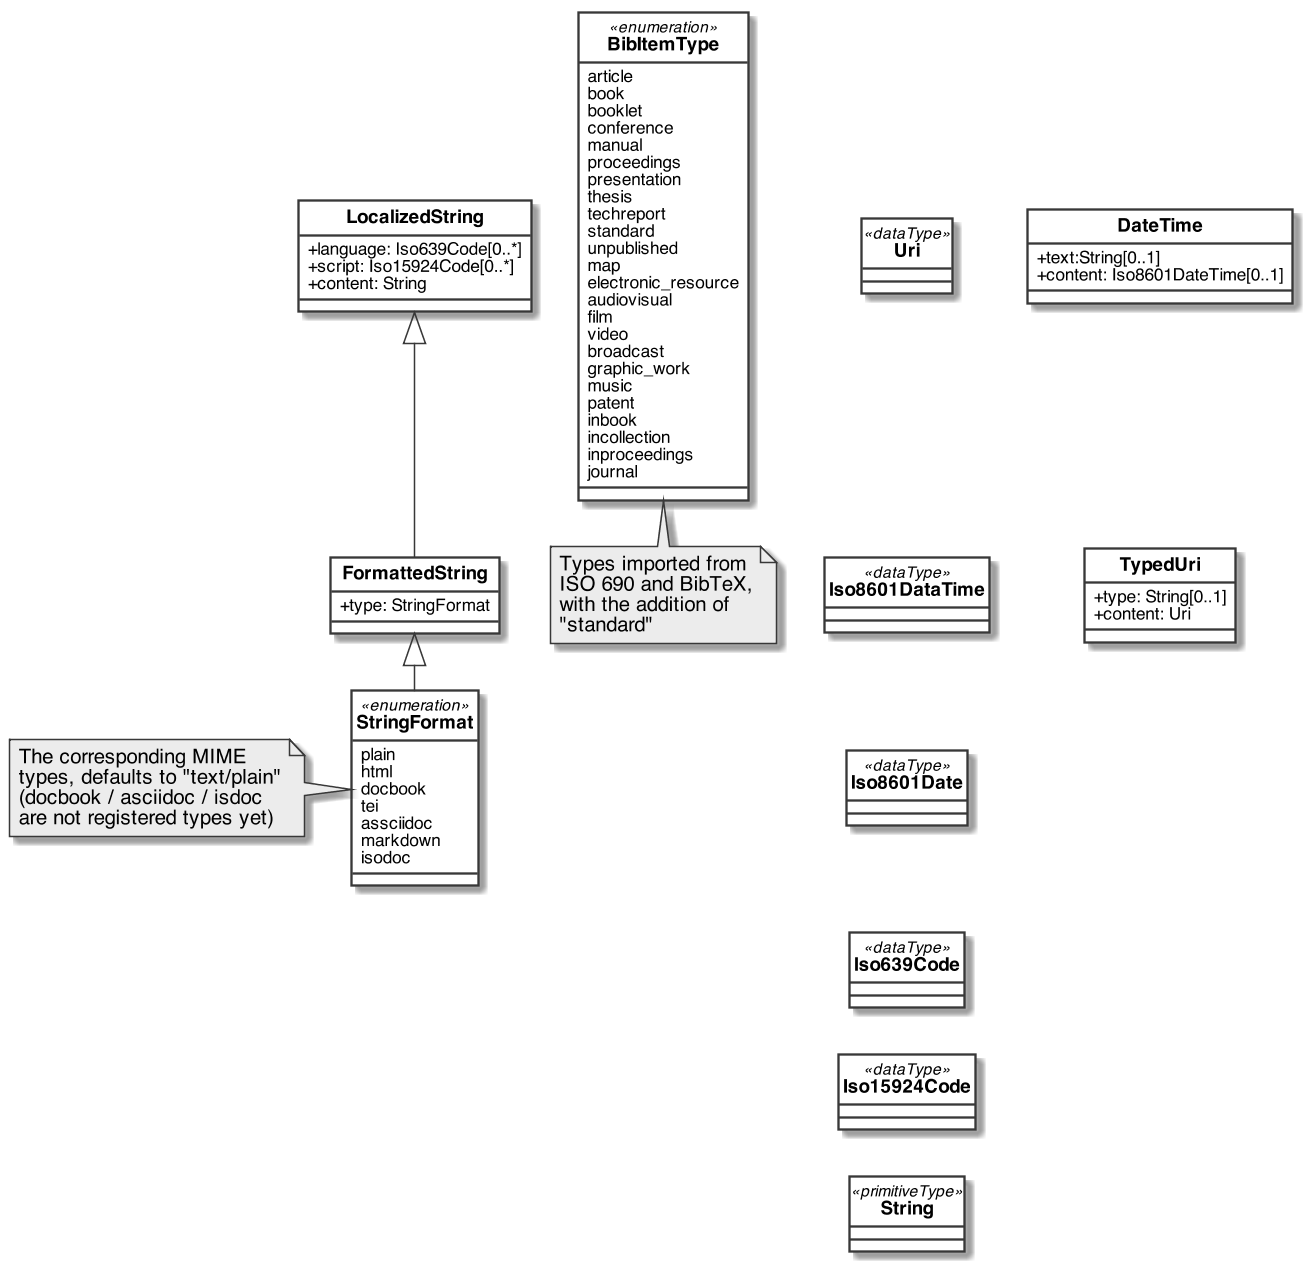 «enumeration»
BibItemType
article
book
booklet
conference
manual
proceedings
presentation
thesis
techreport
standard
unpublished
map
electronic_resource
audiovisual
film
video
broadcast
graphic_work
music
patent
inbook
incollection
inproceedings
journal
LocalizedString
+language: Iso639Code[0..*]
+script: Iso15924Code[0..*]
+content: String
«dataType»
Uri
DateTime
+text:String[0..1]
+content: Iso8601DateTime[0..1]
FormattedString
+type: StringFormat
Types imported from
ISO 690 and BibTeX,
with the addition of
"standard"
«dataType»
Iso8601DataTime
TypedUri
+type: String[0..1]
+content: Uri
The corresponding MIME
types, defaults to "text/plain"
(docbook / asciidoc / isdoc
are not registered types yet)
«enumeration»
StringFormat
plain
html
docbook
tei
assciidoc
markdown
isodoc
«dataType»
Iso8601Date
«dataType»
Iso639Code
«dataType»
Iso15924Code
«primitiveType»
String